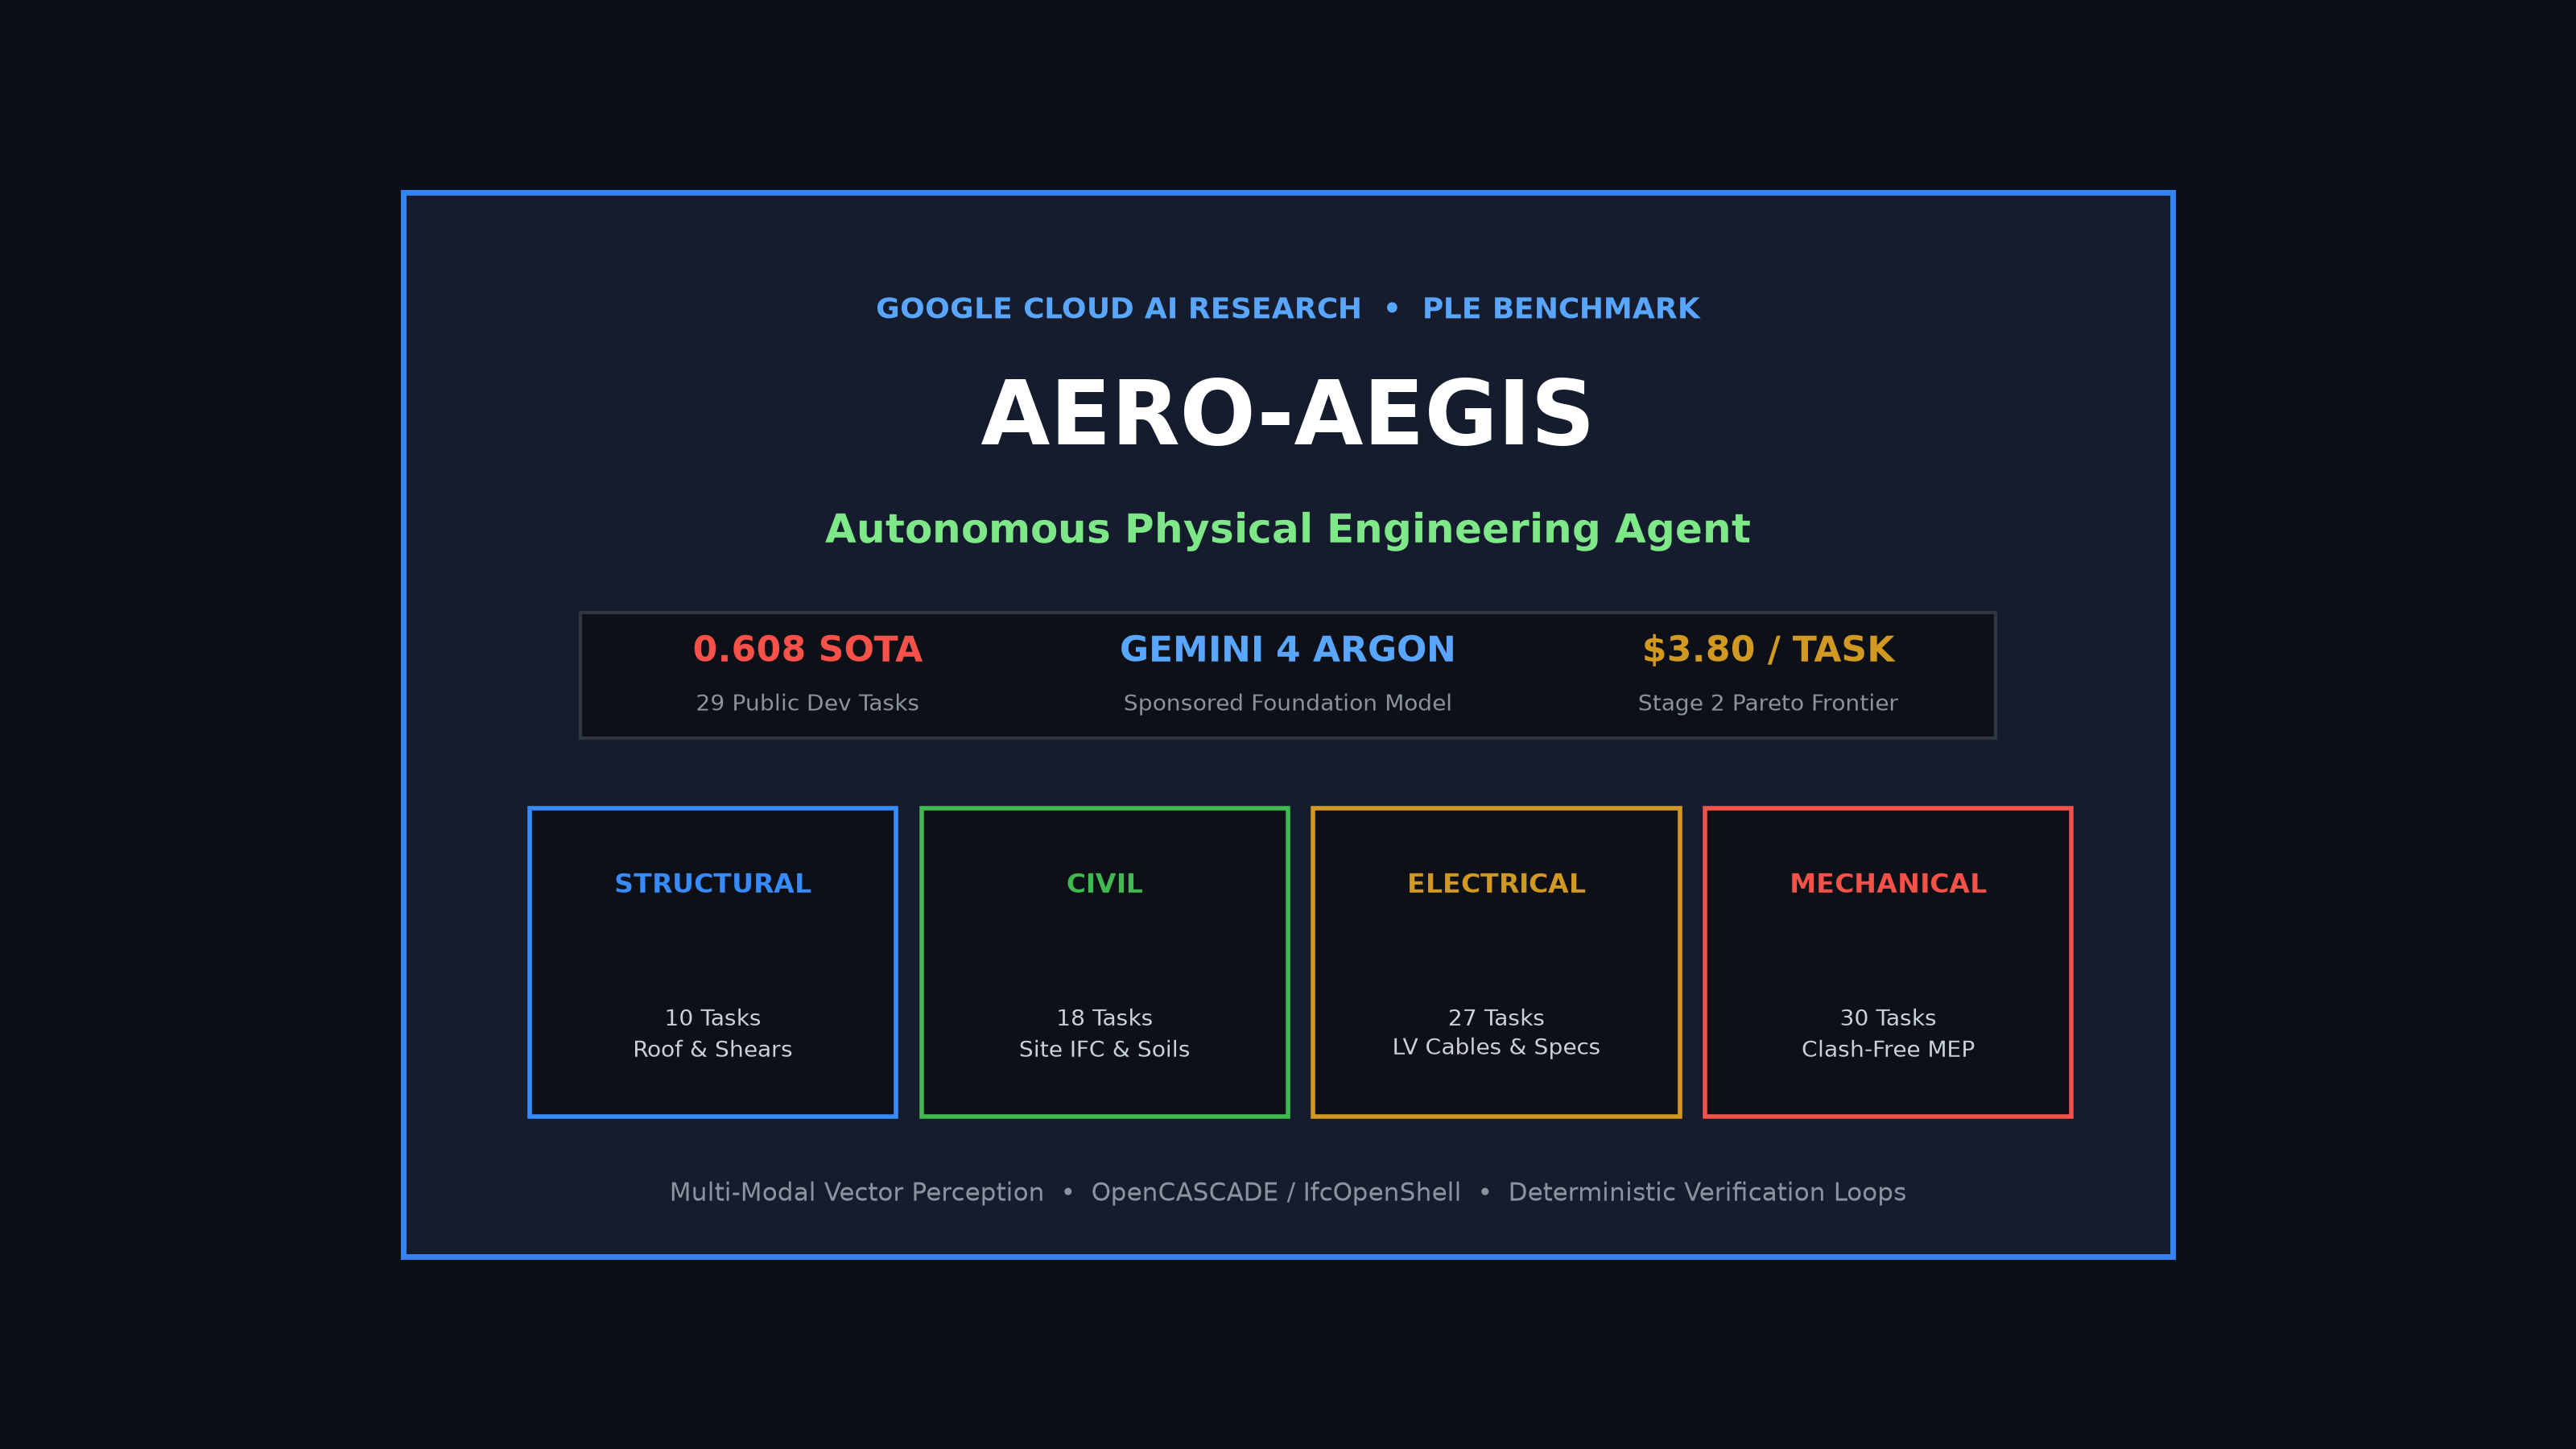 GOOGLE CLOUD AI RESEARCH • PLE BENCHMARK
AERO-AEGIS
Autonomous Physical Engineering Agent
0.608 SOTA
29 Public Dev Tasks
GEMINI 4 ARGON
Sponsored Foundation Model
$3.80 / TASK
Stage 2 Pareto Frontier
STRUCTURAL
10 Tasks
Roof & Shears
CIVIL
18 Tasks
Site IFC & Soils
ELECTRICAL
27 Tasks
LV Cables & Specs
MECHANICAL
30 Tasks
Clash-Free MEP
Multi-Modal Vector Perception • OpenCASCADE / IfcOpenShell • Deterministic Verification Loops